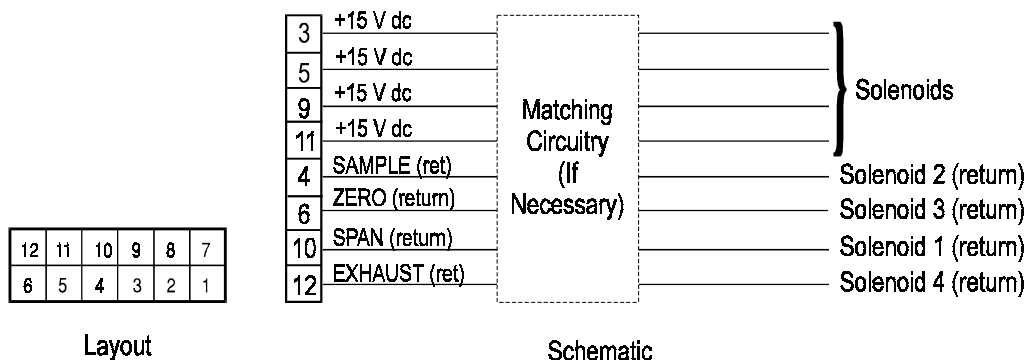 3 +15 V dc
5 +15 V dc
9 +15 V dc
11 +15 V dc
4 SAMPLE (ret)
6 ZERO (return)
10 SPAN (return)
12 EXHAUST (ret)
Matching
Circuitry
(If
Necessary)
Solenoids
Solenoid 2 (return)
Solenoid 3 (return)
Solenoid 1 (return)
Solenoid 4 (return)
12 11 10 9 8 7
6 5 4 3 2 1
Layout
Schematic